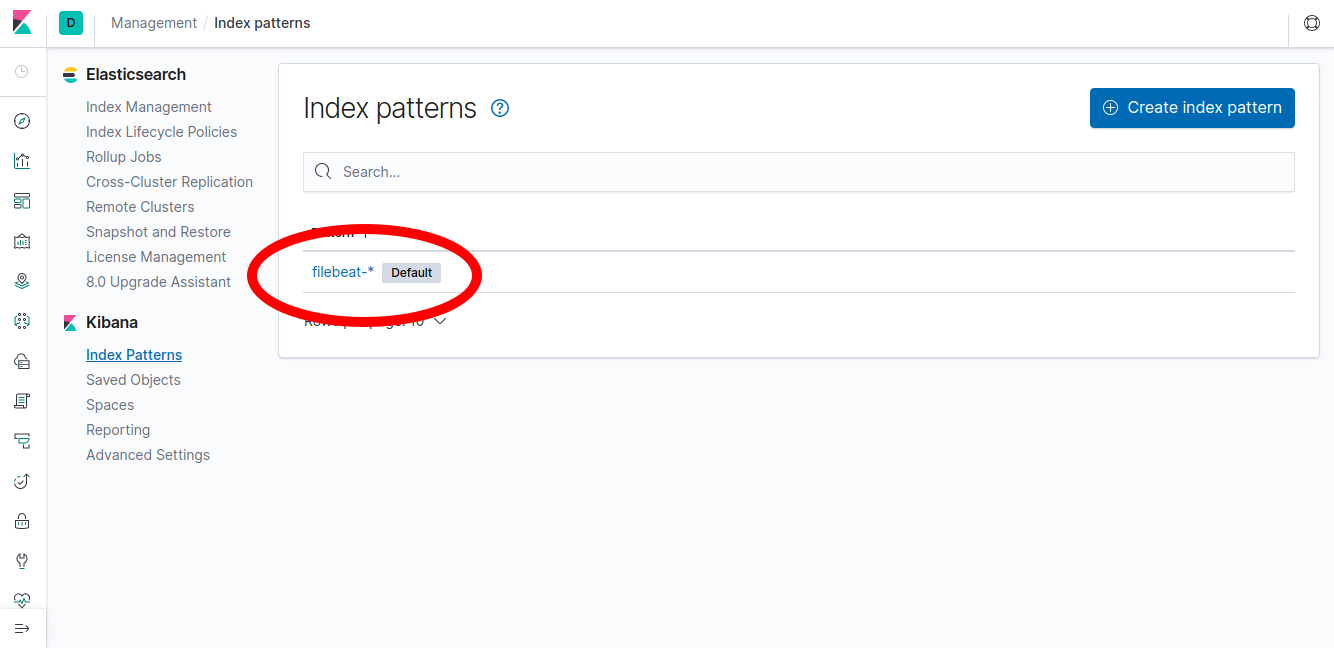 D Management / Index patterns
Elasticsearch
Index Management
Index Lifecycle Policies
Rollup Jobs
Cross-Cluster Replication
Remote Clusters
Snapshot and Restore
License Management
8.0 Upgrade Assistant
Kibana
Index Patterns
Saved Objects
Spaces
Reporting
Advanced Settings
Index patterns ?
Create index pattern
Search...
filebeat-* Default
10